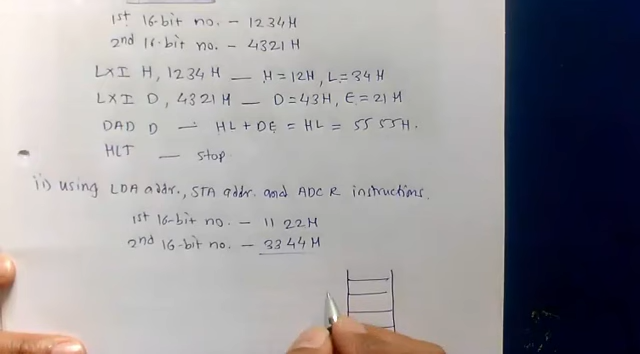 1st 16-bit no. - 1234H
2nd 16-bit no. - 4321H
LXI H, 1234H — H=12H, L=34H
LXI D, 4321H — D=43H, E=21H
DAD D — HL+DE = HL = 5555H.
HLT — stop
ii) using LDA addr., STA addr. and ADC R instructions.
1st 16-bit no. - 1122H
2nd 16-bit no. - 3344H